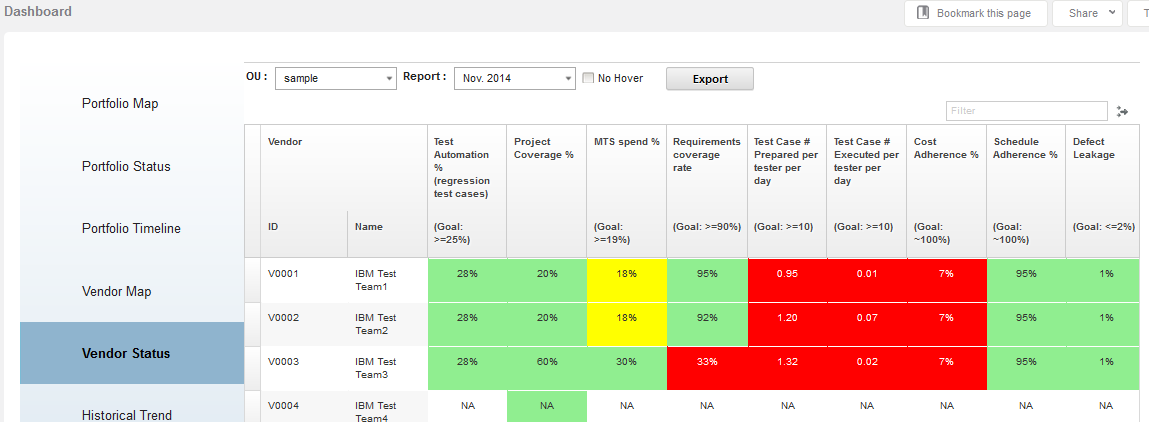 Dashboard
Bookmark this page
Share
T
OU : sample Report : Nov. 2014 No Hover Export
Filter
Portfolio Map
Portfolio Status
Portfolio Timeline
Vendor Map
Vendor Status
Historical Trend
Vendor
ID
Name
Test
Automation
%
(regression
test cases)
(Goal:
>=25%)
Project
Coverage %
MTS spend %
(Goal:
>=19%)
Requirements
coverage
rate
(Goal: >=90%)
Test Case #
Prepared per
tester per
day
(Goal: >=10)
Test Case #
Executed per
tester per
day
(Goal: >=10)
Cost
Adherence %
(Goal:
~100%)
Schedule
Adherence %
(Goal:
~100%)
Defect
Leakage
(Goal: <=2%)
V0001 IBM Test 28% 20% 18% 95% 0.95 0.01 7% 95% 1%
Team1
V0002 IBM Test 28% 20% 18% 92% 1.20 0.07 7% 95% 1%
Team2
V0003 IBM Test 28% 60% 30% 33% 1.32 0.02 7% 95% 1%
Team3
V0004 IBM Test NA NA NA NA NA NA NA NA NA
Team4